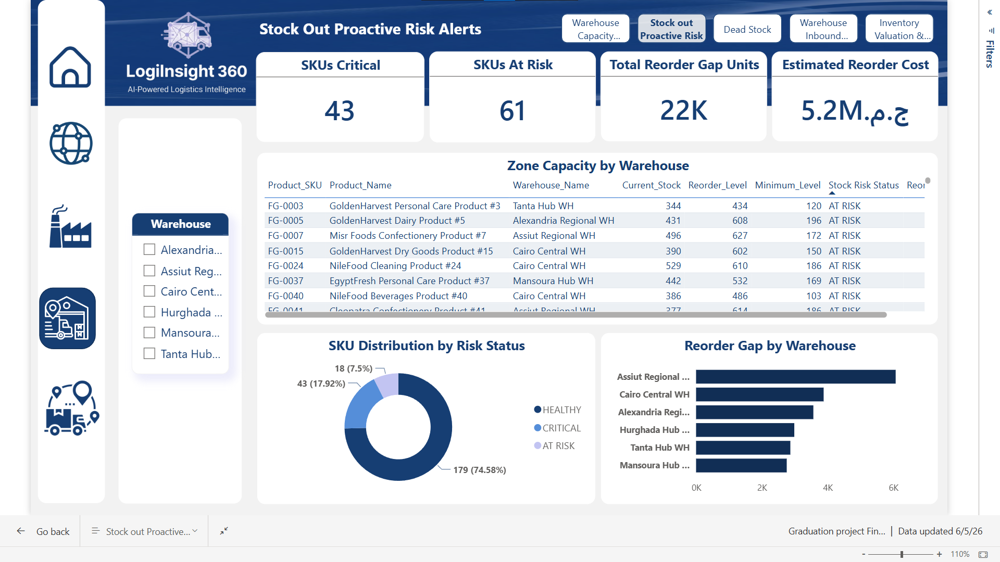 LogiInsight 360
AI-Powered Logistics Intelligence
Stock Out Proactive Risk Alerts
Warehouse
Capacity...
Stock out
Proactive Risk
Dead Stock
Warehouse
Inbound...
Inventory
Valuation &...
Filters
SKUs Critical
43
SKUs At Risk
61
Total Reorder Gap Units
22K
Estimated Reorder Cost
5.2M.ج.م
Warehouse
Alexandria...
Assiut Reg...
Cairo Cent...
Hurghada ...
Mansoura...
Tanta Hub...
Zone Capacity by Warehouse
Product_SKU Product_Name Warehouse_Name Current_Stock Reorder_Level Minimum_Level Stock Risk Status Reor
FG-0003 GoldenHarvest Personal Care Product #3 Tanta Hub WH 344 434 120 AT RISK
FG-0005 GoldenHarvest Dairy Product #5 Alexandria Regional WH 431 608 196 AT RISK
FG-0007 Misr Foods Confectionery Product #7 Assiut Regional WH 496 627 172 AT RISK
FG-0015 GoldenHarvest Dry Goods Product #15 Cairo Central WH 390 602 150 AT RISK
FG-0024 NileFood Cleaning Product #24 Cairo Central WH 529 610 186 AT RISK
FG-0037 EgyptFresh Personal Care Product #37 Mansoura Hub WH 442 532 169 AT RISK
FG-0040 NileFood Beverages Product #40 Cairo Central WH 386 486 103 AT RISK
FG-0041 Cleopatra Confectionery Product #41 Assiut Regional WH 377 614 186 AT RISK
SKU Distribution by Risk Status
18 (7.5%)
43 (17.92%)
179 (74.58%)
HEALTHY
CRITICAL
AT RISK
Reorder Gap by Warehouse
Assiut Regional ...
Cairo Central WH
Alexandria Regi...
Hurghada Hub ...
Tanta Hub WH
Mansoura Hub ...
0K 2K 4K 6K
Go back
Stock out Proactive...
Graduation project Fin... | Data updated 6/5/26
- + 110%